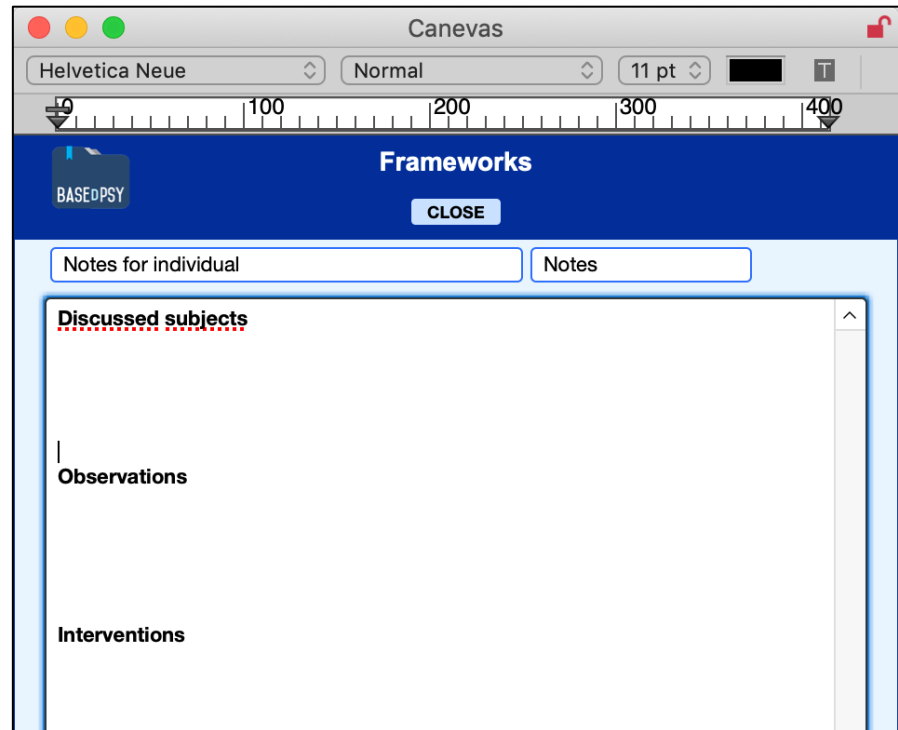 Canevas
Helvetica Neue Normal 11 pt T
0 100 200 300 400
BASEDPSY Frameworks
CLOSE
Notes for individual Notes
Discussed subjects
Observations
Interventions